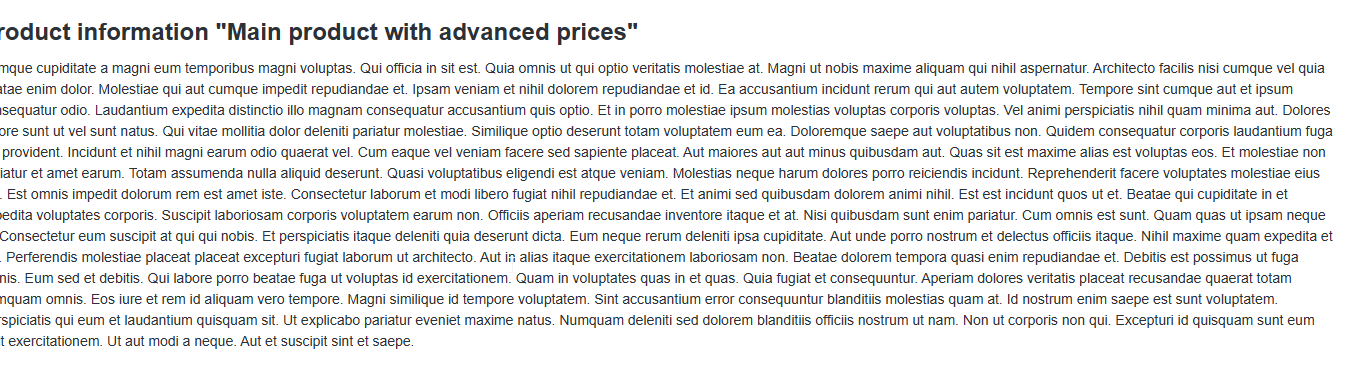 roduct information "Main product with advanced prices"
mque cupiditate a magni eum temporibus magni voluptas. Qui officia in sit est. Quia omnis ut qui optio veritatis molestiae at. Magni ut nobis maxime aliquam qui nihil aspernatur. Architecto facilis nisi cumque vel quia
atae enim dolor. Molestiae qui aut cumque impedit repudiandae et. Ipsam veniam et nihil dolorem repudiandae et id. Ea accusantium incidunt rerum qui aut autem voluptatem. Tempore sint cumque aut et ipsum
nsequatur odio. Laudantium expedita distinctio illo magnam consequatur accusantium quis optio. Et in porro molestiae ipsum molestias voluptas corporis voluptas. Vel animi perspiciatis nihil quam minima aut. Dolores
ore sunt ut vel sunt natus. Qui vitae mollitia dolor deleniti pariatur molestiae. Similique optio deserunt totam voluptatem eum ea. Doloremque saepe aut voluptatibus non. Quidem consequatur corporis laudantium fuga
provident. Incidunt et nihil magni earum odio quaerat vel. Cum eaque vel veniam facere sed sapiente placeat. Aut maiores aut aut minus quibusdam aut. Quas sit est maxime alias est voluptas eos. Et molestiae non
iatur et amet earum. Totam assumenda nulla aliquid deserunt. Quasi voluptatibus eligendi est atque veniam. Molestias neque harum dolores porro reiciendis incidunt. Reprehenderit facere voluptates molestiae eius
. Est omnis impedit dolorum rem est amet iste. Consectetur laborum et modi libero fugiat nihil repudiandae et. Et animi sed quibusdam dolorem animi nihil. Est est incidunt quos ut et. Beatae qui cupiditate in et
pedita voluptates corporis. Suscipit laboriosam corporis voluptatem earum non. Officiis aperiam recusandae inventore itaque et at. Nisi quibusdam sunt enim pariatur. Cum omnis est sunt. Quam quas ut ipsam neque
Consectetur eum suscipit at qui qui nobis. Et perspiciatis itaque deleniti quia deserunt dicta. Eum neque rerum deleniti ipsa cupiditate. Aut unde porro nostrum et delectus officiis itaque. Nihil maxime quam expedita et
. Perferendis molestiae placeat placeat excepturi fugiat laborum ut architecto. Aut in alias itaque exercitationem laboriosam non. Beatae dolorem tempora quasi enim repudiandae et. Debitis est possimus ut fuga
nis. Eum sed et debitis. Qui labore porro beatae fuga ut voluptas id exercitationem. Quam in voluptates quas in et quas. Quia fugiat et consequuntur. Aperiam dolores veritatis placeat recusandae quaerat totam
mquam omnis. Eos iure et rem id aliquam vero tempore. Magni similique id tempore voluptatem. Sint accusantium error consequuntur blanditiis molestias quam at. Id nostrum enim saepe est sunt voluptatem.
rspiciatis qui eum et laudantium quisquam sit. Ut explicabo pariatur eveniet maxime natus. Numquam deleniti sed dolorem blanditiis officiis nostrum ut nam. Non ut corporis non qui. Excepturi id quisquam sunt eum
t exercitationem. Ut aut modi a neque. Aut et suscipit sint et saepe.